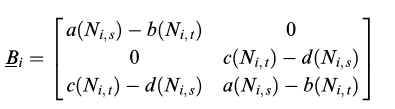 a(N_{i,s}) − b(N_{i,t}) 0
B_i = 0 c(N_{i,t}) − d(N_{i,s})
c(N_{i,t}) − d(N_{i,s}) a(N_{i,s}) − b(N_{i,t})